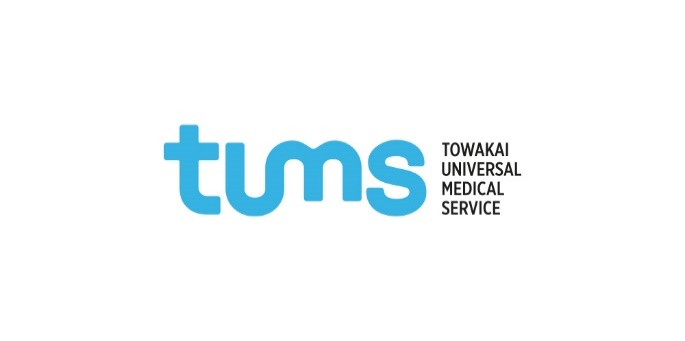 tums
TOWAKAI
UNIVERSAL
MEDICAL
SERVICE